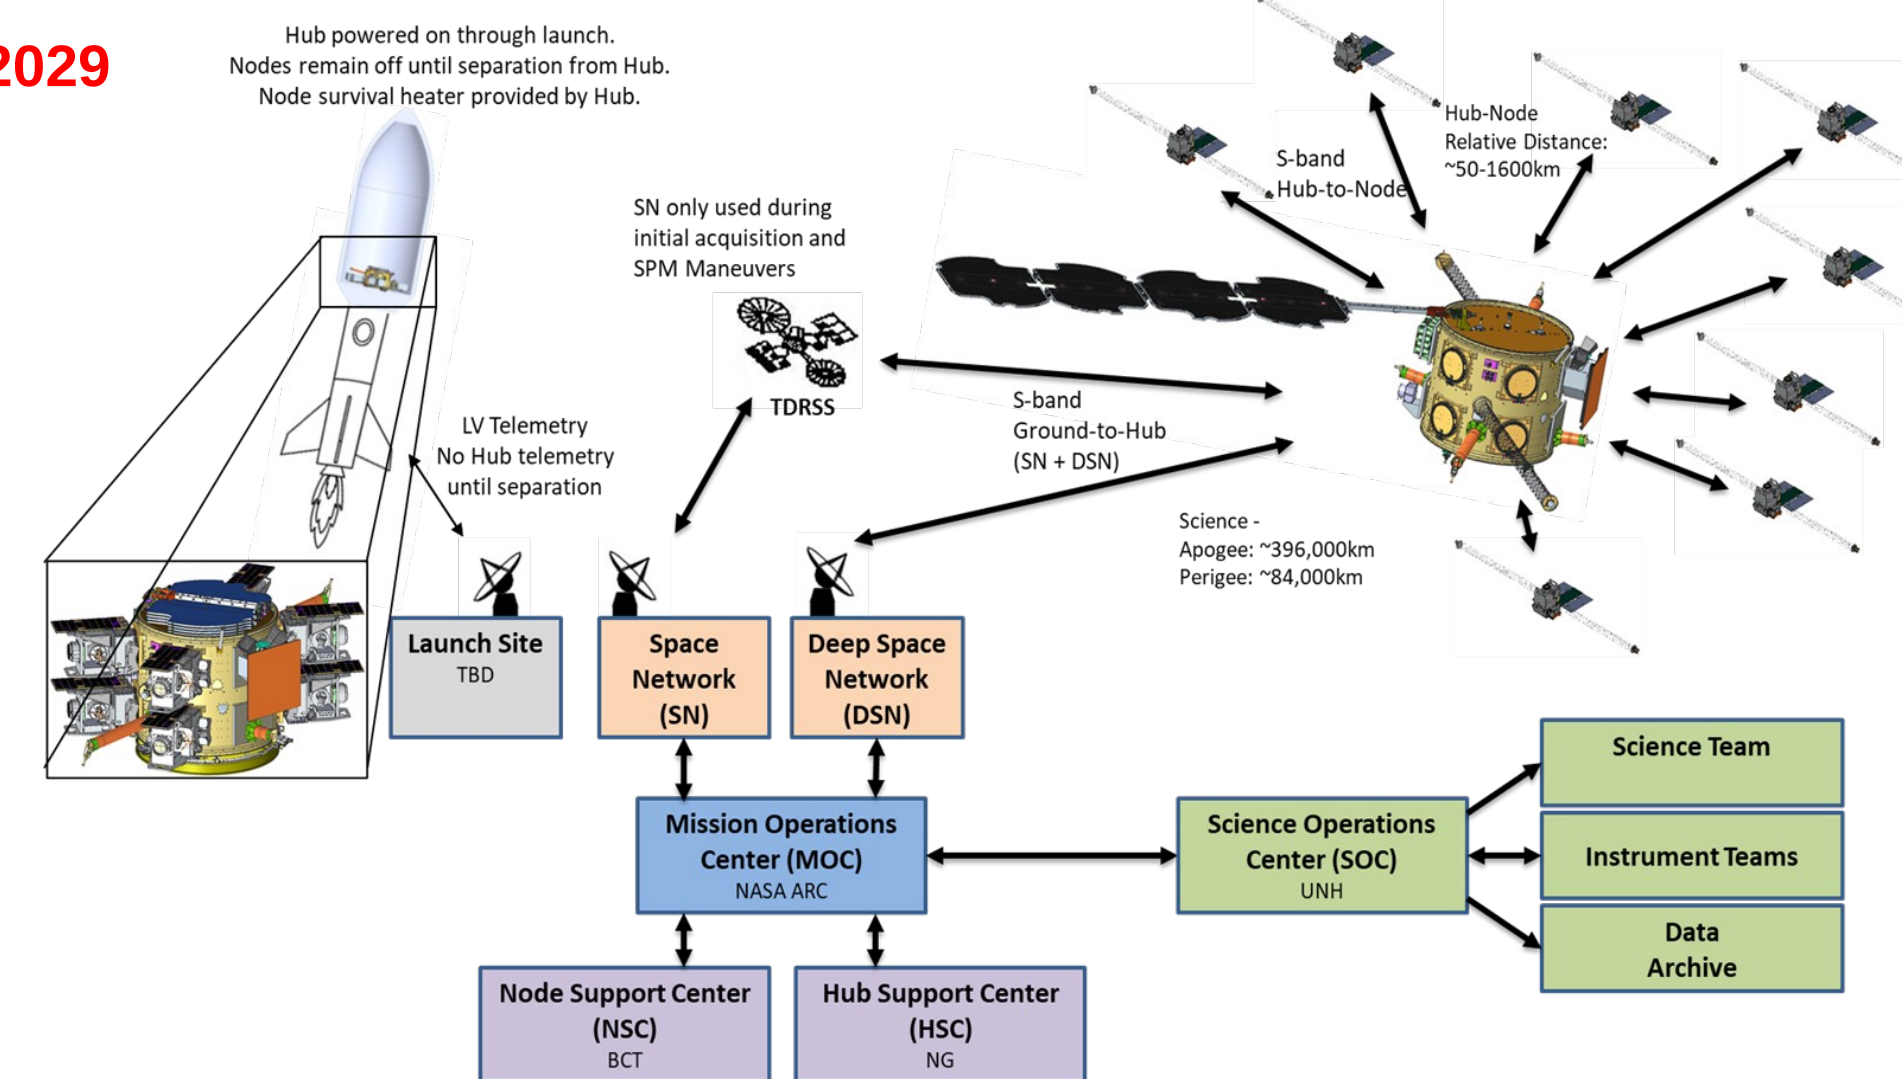 2029
Hub powered on through launch.
Nodes remain off until separation from Hub.
Node survival heater provided by Hub.
Hub-Node
Relative Distance:
~50-1600km
S-band
Hub-to-Node
SN only used during
initial acquisition and
SPM Maneuvers
TDRSS
S-band
Ground-to-Hub
(SN + DSN)
LV Telemetry
No Hub telemetry
until separation
Science -
Apogee: ~396,000km
Perigee: ~84,000km
Launch Site
TBD
Space
Network
(SN)
Deep Space
Network
(DSN)
Mission Operations
Center (MOC)
NASA ARC
Science Operations
Center (SOC)
UNH
Science Team
Instrument Teams
Data
Archive
Node Support Center
(NSC)
BCT
Hub Support Center
(HSC)
NG